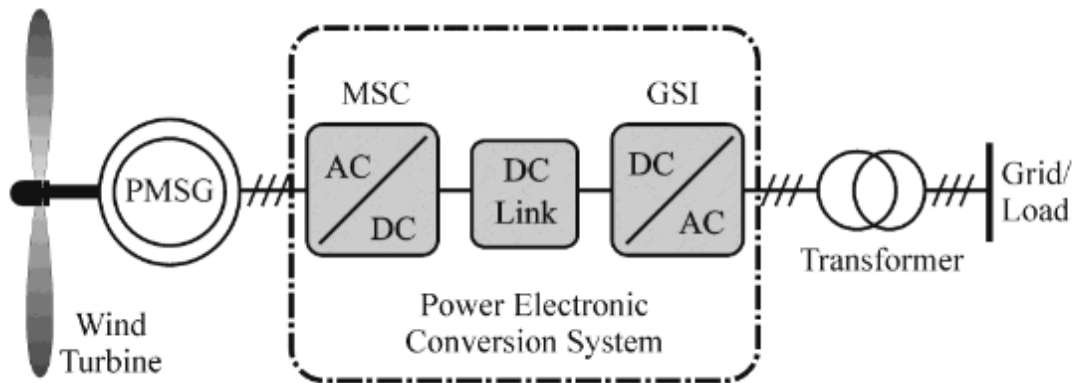 MSC
GSI
PMSG
AC
DC
DC
Link
DC
AC
Grid/
Load
Transformer
Wind
Turbine
Power Electronic
Conversion System